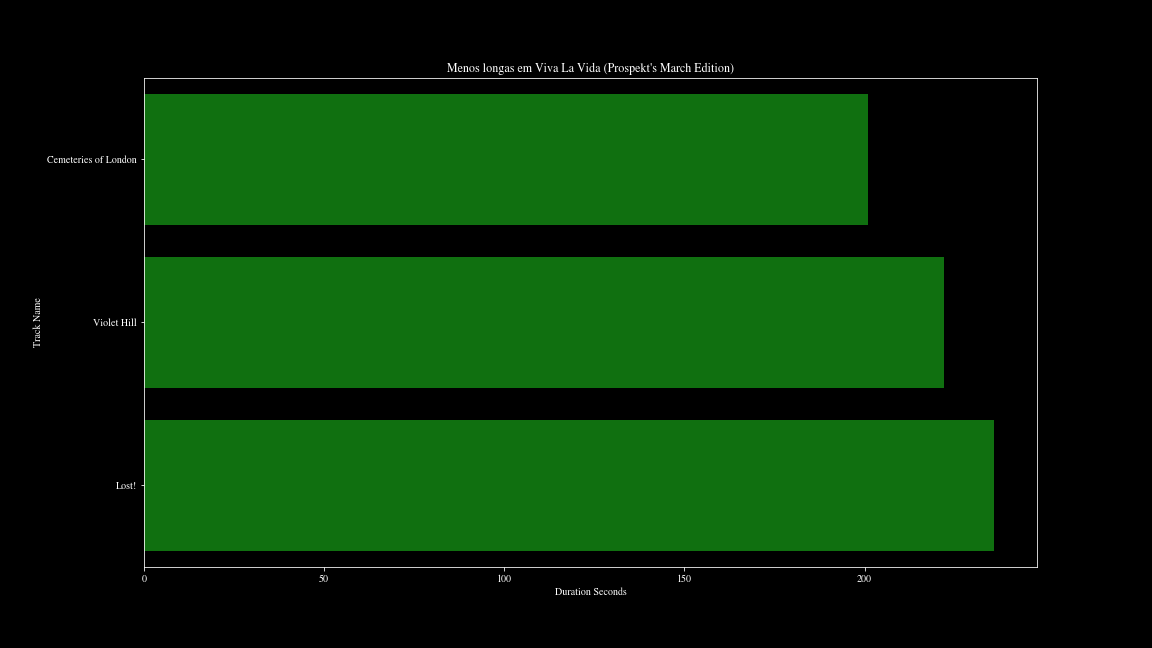 Menos longas em Viva La Vida (Prospekt's March Edition)
Track Name
Cemeteries of London
Violet Hill
Lost!
0 50 100 150 200
Duration Seconds